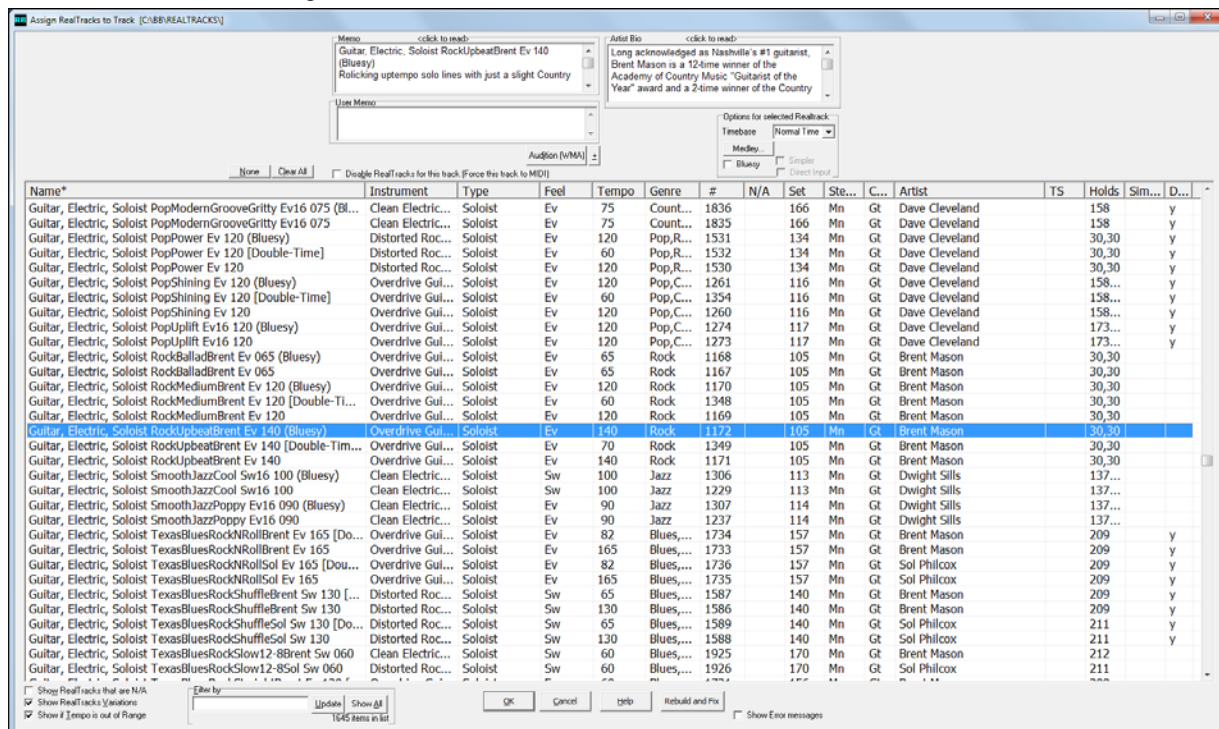 Assign RealTracks to Track [C:\BB\REALTRACKS\]
Memo <click to read>
Guitar, Electric, Soloist RockUpbeatBrent Ev 140
(Bluesy)
Rolicking uptempo solo lines with just a slight Country
User Memo
Artist Bio <click to read>
Long acknowledged as Nashville's #1 guitarist,
Brent Mason is a 12-time winner of the
Academy of Country Music "Guitarist of the
Year" award and a 2-time winner of the Country
Options for selected Realtrack
Timebase Normal Time
Medley...
Bluesy Simpler
Direct Input
Audition (WMA) ±
None Clear All Disable RealTracks for this track (Force this track to MIDI)
Name* Instrument Type Feel Tempo Genre # N/A Set Ste... C... Artist TS Holds Sim... D...
Guitar, Electric, Soloist PopModernGrooveGritty Ev16 075 (Bl... Clean Electric... Soloist Ev 75 Count... 1836 166 Mn Gt Dave Cleveland 158 y
Guitar, Electric, Soloist PopModernGrooveGritty Ev16 075 Clean Electric... Soloist Ev 75 Count... 1835 166 Mn Gt Dave Cleveland 158 y
Guitar, Electric, Soloist PopPower Ev 120 (Bluesy) Distorted Roc... Soloist Ev 120 Pop,R... 1531 134 Mn Gt Dave Cleveland 30,30 y
Guitar, Electric, Soloist PopPower Ev 120 [Double-Time] Distorted Roc... Soloist Ev 60 Pop,R... 1532 134 Mn Gt Dave Cleveland 30,30 y
Guitar, Electric, Soloist PopPower Ev 120 Distorted Roc... Soloist Ev 120 Pop,R... 1530 134 Mn Gt Dave Cleveland 30,30 y
Guitar, Electric, Soloist PopShining Ev 120 (Bluesy) Overdrive Gui... Soloist Ev 120 Pop,C... 1261 116 Mn Gt Dave Cleveland 158... y
Guitar, Electric, Soloist PopShining Ev 120 [Double-Time] Overdrive Gui... Soloist Ev 60 Pop,C... 1354 116 Mn Gt Dave Cleveland 158... y
Guitar, Electric, Soloist PopShining Ev 120 Overdrive Gui... Soloist Ev 120 Pop,C... 1260 116 Mn Gt Dave Cleveland 158... y
Guitar, Electric, Soloist PopUplift Ev16 120 (Bluesy) Overdrive Gui... Soloist Ev 120 Pop,C... 1274 117 Mn Gt Dave Cleveland 173... y
Guitar, Electric, Soloist PopUplift Ev16 120 Overdrive Gui... Soloist Ev 120 Pop,C... 1273 117 Mn Gt Dave Cleveland 173... y
Guitar, Electric, Soloist RockBalladBrent Ev 065 (Bluesy) Overdrive Gui... Soloist Ev 65 Rock 1168 105 Mn Gt Brent Mason 30,30
Guitar, Electric, Soloist RockBalladBrent Ev 065 Overdrive Gui... Soloist Ev 65 Rock 1167 105 Mn Gt Brent Mason 30,30
Guitar, Electric, Soloist RockMediumBrent Ev 120 (Bluesy) Overdrive Gui... Soloist Ev 120 Rock 1170 105 Mn Gt Brent Mason 30,30
Guitar, Electric, Soloist RockMediumBrent Ev 120 [Double-Ti... Overdrive Gui... Soloist Ev 60 Rock 1348 105 Mn Gt Brent Mason 30,30
Guitar, Electric, Soloist RockMediumBrent Ev 120 Overdrive Gui... Soloist Ev 120 Rock 1169 105 Mn Gt Brent Mason 30,30
Guitar, Electric, Soloist RockUpbeatBrent Ev 140 (Bluesy) Overdrive Gui... Soloist Ev 140 Rock 1172 105 Mn Gt Brent Mason 30,30
Guitar, Electric, Soloist RockUpbeatBrent Ev 140 [Double-Tim... Overdrive Gui... Soloist Ev 70 Rock 1349 105 Mn Gt Brent Mason 30,30
Guitar, Electric, Soloist RockUpbeatBrent Ev 140 Overdrive Gui... Soloist Ev 140 Rock 1171 105 Mn Gt Brent Mason 30,30
Guitar, Electric, Soloist SmoothJazzCool Sw16 100 (Bluesy) Clean Electric... Soloist Sw 100 Jazz 1306 113 Mn Gt Dwight Sills 137...
Guitar, Electric, Soloist SmoothJazzCool Sw16 100 Clean Electric... Soloist Sw 100 Jazz 1229 113 Mn Gt Dwight Sills 137...
Guitar, Electric, Soloist SmoothJazzPoppy Ev16 090 (Bluesy) Clean Electric... Soloist Ev 90 Jazz 1307 114 Mn Gt Dwight Sills 137...
Guitar, Electric, Soloist SmoothJazzPoppy Ev16 090 Clean Electric... Soloist Ev 90 Jazz 1237 114 Mn Gt Dwight Sills 137...
Guitar, Electric, Soloist TexasBluesRockNRollBrent Ev 165 [Do... Overdrive Gui... Soloist Ev 82 Blues,... 1734 157 Mn Gt Brent Mason 209 y
Guitar, Electric, Soloist TexasBluesRockNRollBrent Ev 165 Overdrive Gui... Soloist Ev 165 Blues,... 1733 157 Mn Gt Brent Mason 209 y
Guitar, Electric, Soloist TexasBluesRockNRollSol Ev 165 [Dou... Overdrive Gui... Soloist Ev 82 Blues,... 1736 157 Mn Gt Sol Philcox 209 y
Guitar, Electric, Soloist TexasBluesRockNRollSol Ev 165 Overdrive Gui... Soloist Ev 165 Blues,... 1735 157 Mn Gt Sol Philcox 209 y
Guitar, Electric, Soloist TexasBluesRockShuffleBrent Sw 130 [... Distorted Roc... Soloist Sw 65 Blues,... 1587 140 Mn Gt Brent Mason 209 y
Guitar, Electric, Soloist TexasBluesRockShuffleBrent Sw 130 Distorted Roc... Soloist Sw 130 Blues,... 1586 140 Mn Gt Brent Mason 209 y
Guitar, Electric, Soloist TexasBluesRockShuffleSol Sw 130 [Do... Distorted Roc... Soloist Sw 65 Blues,... 1589 140 Mn Gt Sol Philcox 211 y
Guitar, Electric, Soloist TexasBluesRockShuffleSol Sw 130 Distorted Roc... Soloist Sw 130 Blues,... 1588 140 Mn Gt Sol Philcox 211 y
Guitar, Electric, Soloist TexasBluesRockSlow12-8Brent Sw 060 Clean Electric... Soloist Sw 60 Blues,... 1925 170 Mn Gt Brent Mason 212
Guitar, Electric, Soloist TexasBluesRockSlow12-8Sol Sw 060 Distorted Roc... Soloist Sw 60 Blues,... 1926 170 Mn Gt Sol Philcox 211
Show RealTracks that are N/A
Show RealTracks Variations
Show if Tempo is out of Range
Filter by
Update Show All
1645 items in list
OK Cancel Help Rebuild and Fix
Show Error messages